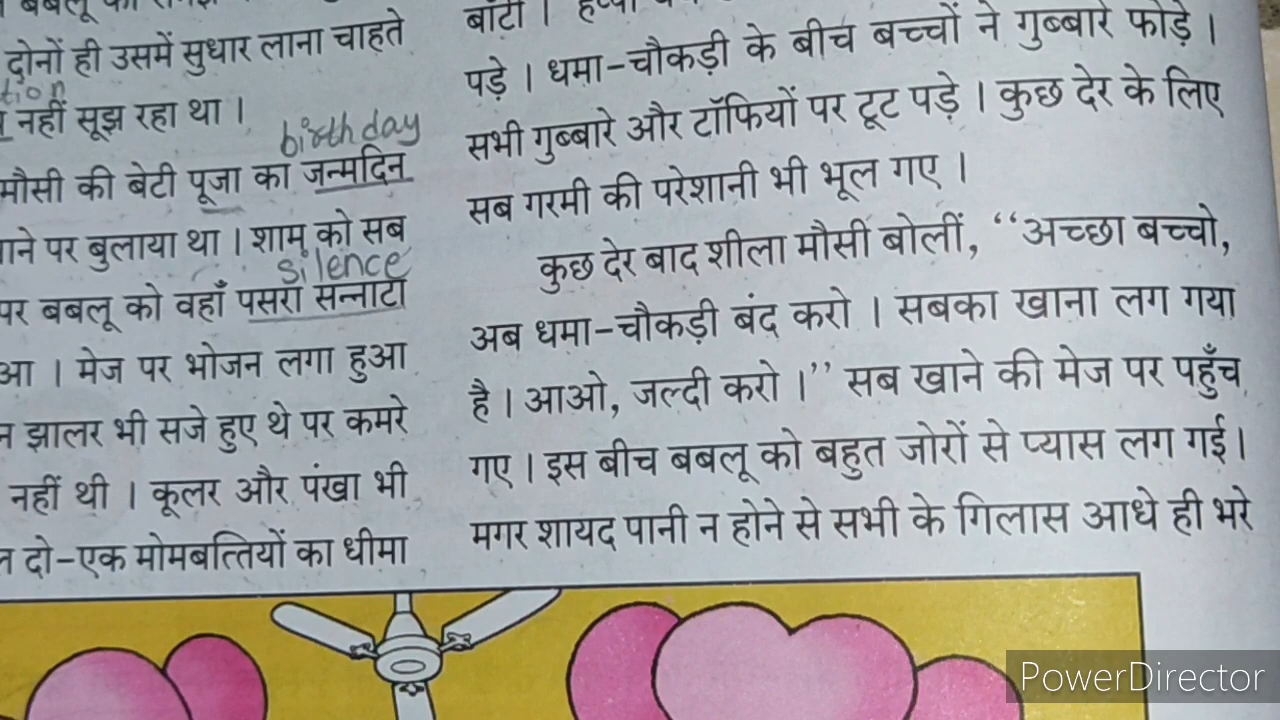 दोनों ही उसमें सुधार लाना चाहते
tion
नहीं सूझ रहा था ।
birthday
मौसी की बेटी पूजा का जन्मदिन
पर बुलाया था । शाम को सब
silence
पर बबलू को वहाँ पसरा सन्नाटा
मेज पर भोजन लगा हुआ
झालर भी सजे हुए थे पर कमरे
नहीं थी । कूलर और पंखा भी
दो-एक मोमबत्तियों का धीमा
बाँटी ।
पड़े । धमा-चौकड़ी के बीच बच्चों ने गुब्बारे फोड़े ।
सभी गुब्बारे और टॉफियों पर टूट पड़े । कुछ देर के लिए
सब गरमी की परेशानी भी भूल गए ।
कुछ देर बाद शीला मौसी बोलीं, “अच्छा बच्चो,
अब धमा-चौकड़ी बंद करो । सबका खाना लग गया
है । आओ, जल्दी करो ।” सब खाने की मेज पर पहुँच
गए । इस बीच बबलू को बहुत जोरों से प्यास लग गई ।
मगर शायद पानी न होने से सभी के गिलास आधे ही भरे
PowerDirector